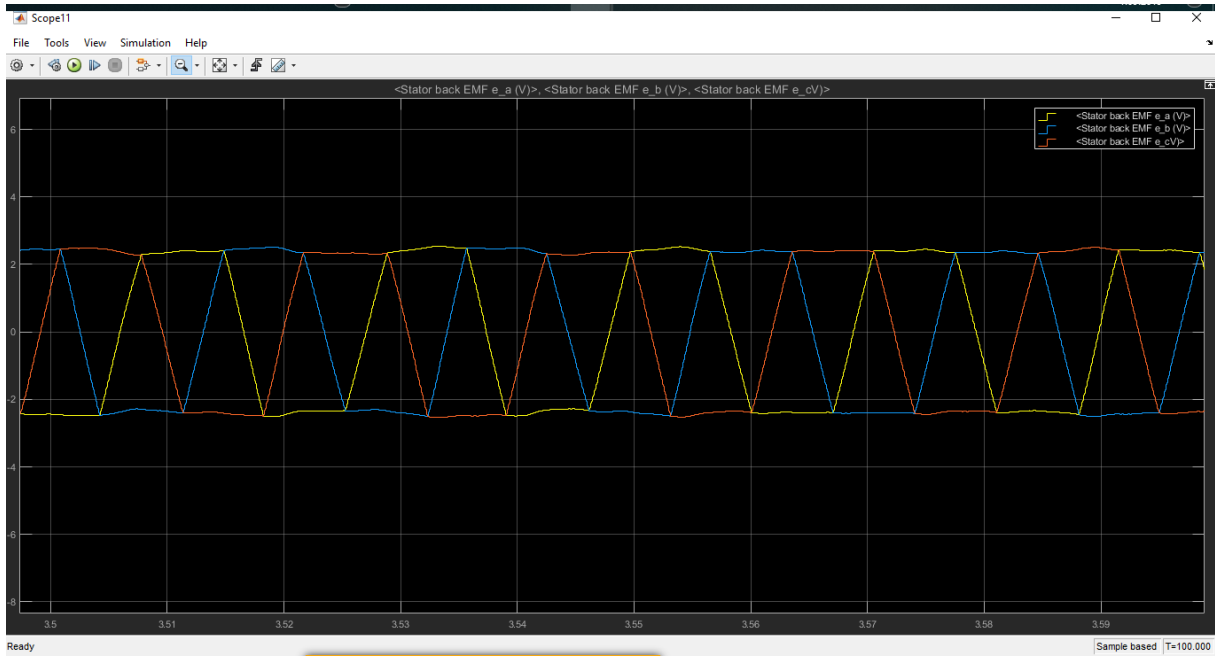 Scope11
File Tools View Simulation Help
<Stator back EMF e_a (V)>, <Stator back EMF e_b (V)>, <Stator back EMF e_cV)>
<Stator back EMF e_a (V)>
<Stator back EMF e_b (V)>
<Stator back EMF e_cV)>
6
4
2
0
-2
-4
-6
-8
3.5 3.51 3.52 3.53 3.54 3.55 3.56 3.57 3.58 3.59
Ready Sample based T=100.000